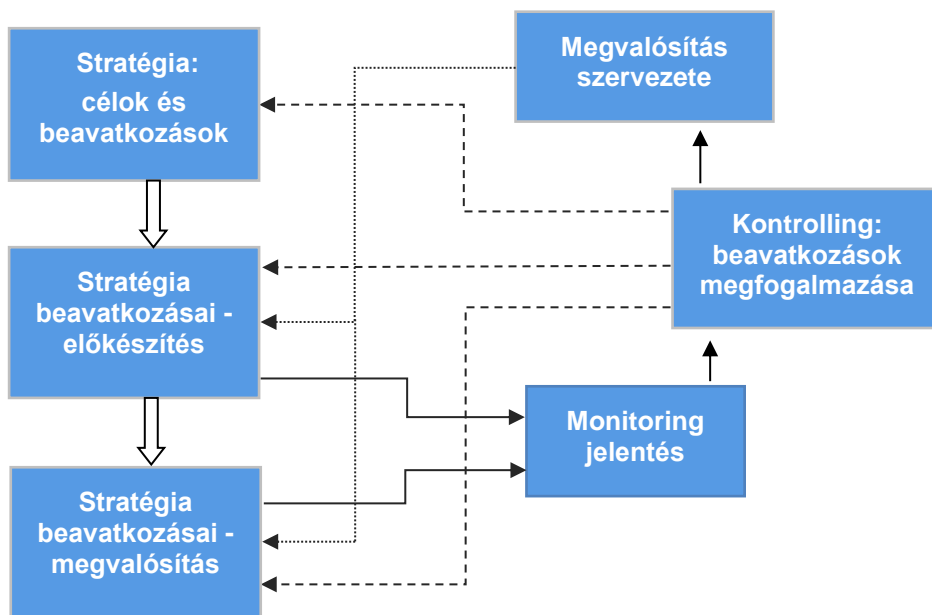 Stratégia:
célok és
beavatkozások
Megvalósítás
szervezete
Kontrolling:
beavatkozások
megfogalmazása
Stratégia
beavatkozásai -
előkészítés
Monitoring
jelentés
Stratégia
beavatkozásai -
megvalósítás